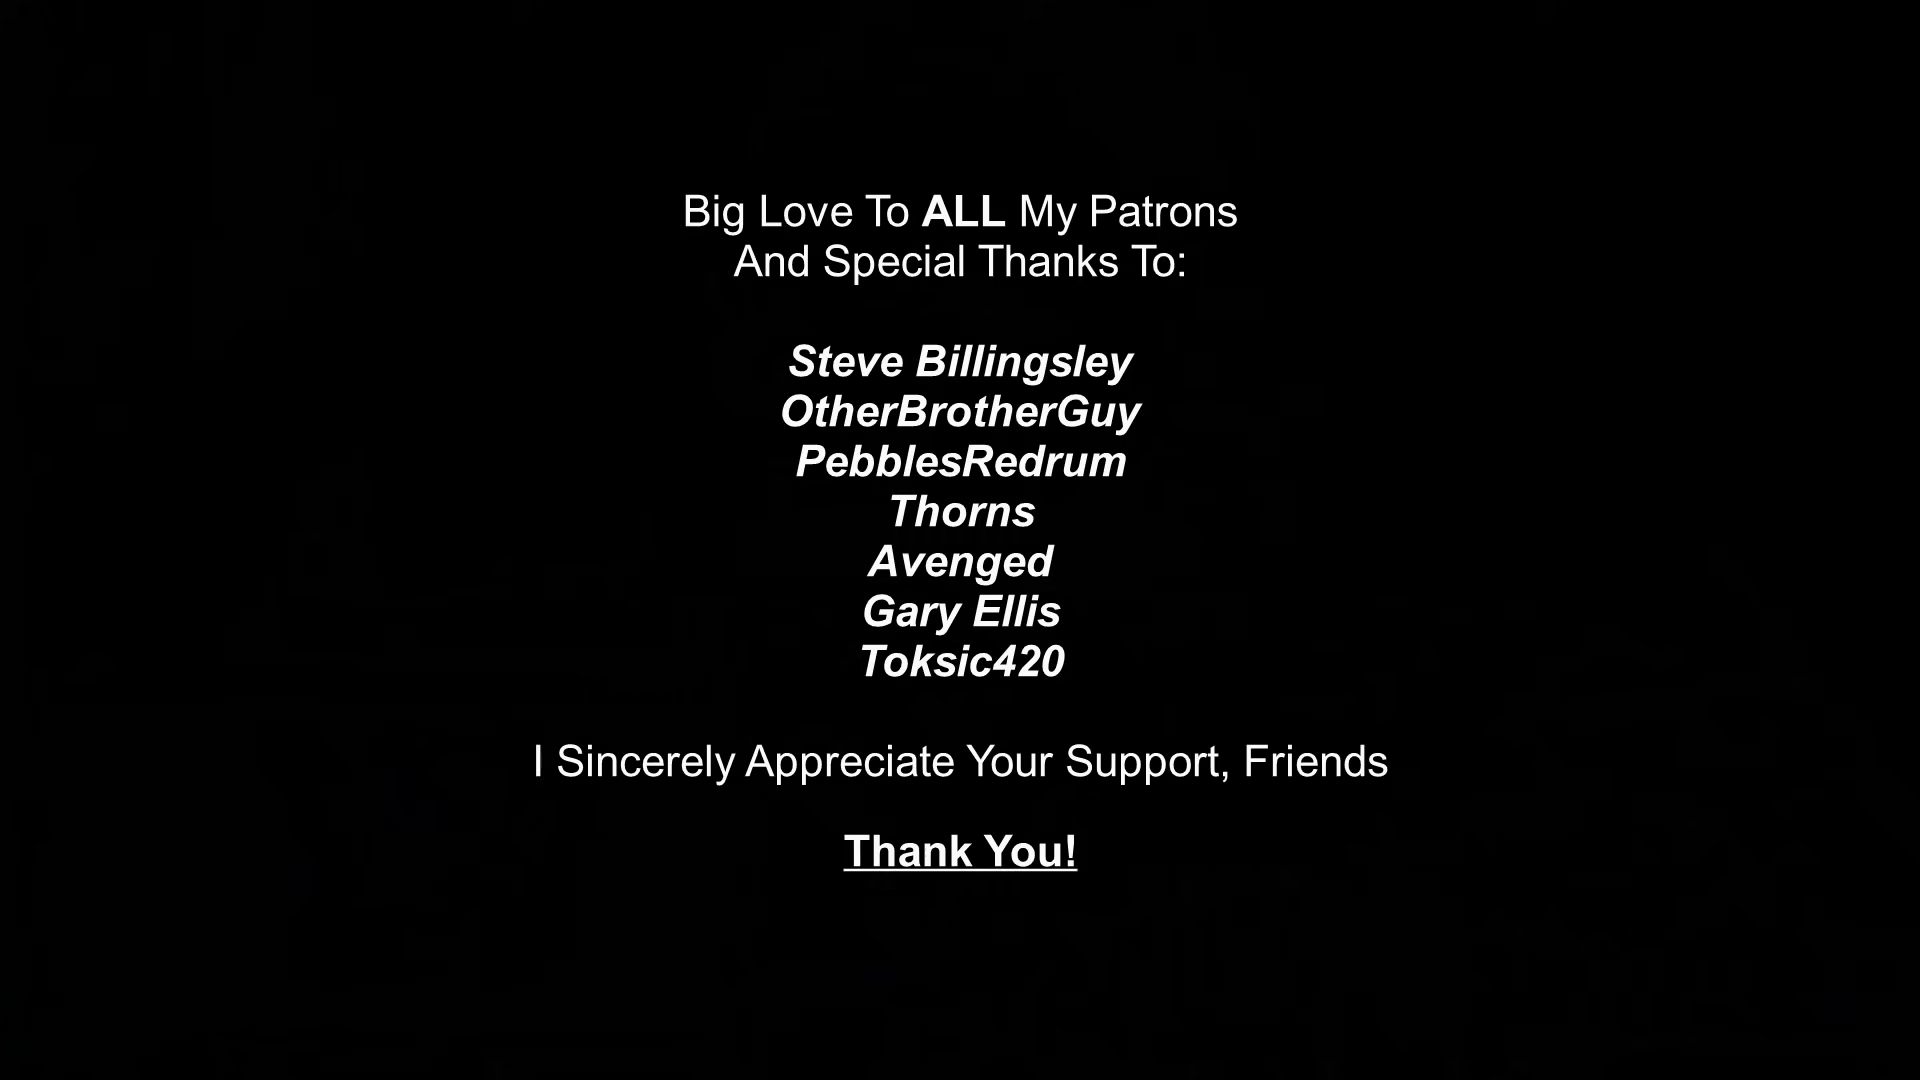 Big Love To ALL My Patrons
And Special Thanks To:
Steve Billingsley
OtherBrotherGuy
PebblesRedrum
Thorns
Avenged
Gary Ellis
Toksic420
I Sincerely Appreciate Your Support, Friends
Thank You!